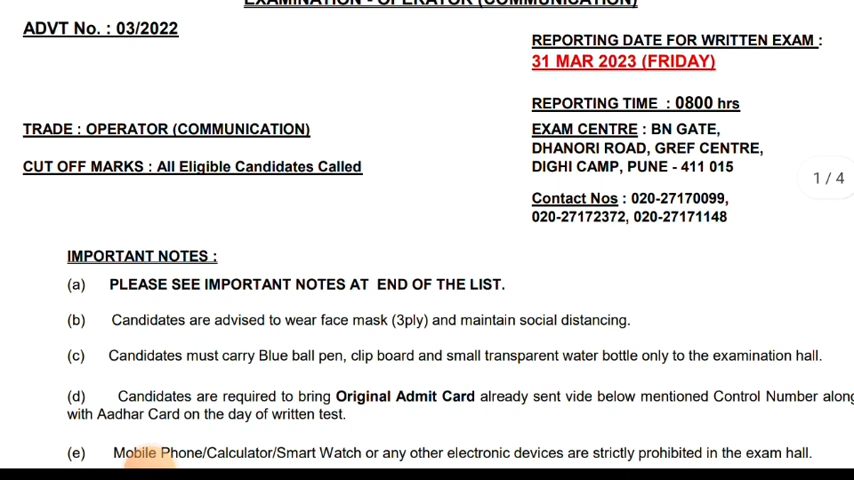 EXAMINATION - OPERATOR (COMMUNICATION)
ADVT No. : 03/2022
REPORTING DATE FOR WRITTEN EXAM :
31 MAR 2023 (FRIDAY)
REPORTING TIME : 0800 hrs
TRADE : OPERATOR (COMMUNICATION)
CUT OFF MARKS : All Eligible Candidates Called
EXAM CENTRE : BN GATE,
DHANORI ROAD, GREF CENTRE,
DIGHI CAMP, PUNE - 411 015
1 / 4
Contact Nos : 020-27170099,
020-27172372, 020-27171148
IMPORTANT NOTES :
(a) PLEASE SEE IMPORTANT NOTES AT END OF THE LIST.
(b) Candidates are advised to wear face mask (3ply) and maintain social distancing.
(c) Candidates must carry Blue ball pen, clip board and small transparent water bottle only to the examination hall.
(d) Candidates are required to bring Original Admit Card already sent vide below mentioned Control Number along
with Aadhar Card on the day of written test.
(e) Mobile Phone/Calculator/Smart Watch or any other electronic devices are strictly prohibited in the exam hall.